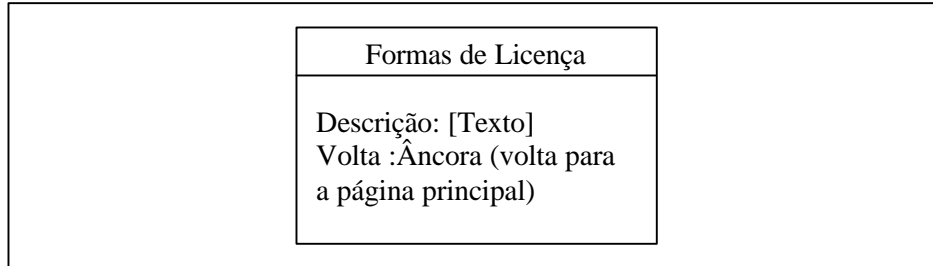 Formas de Licença
Descrição: [Texto]
Volta :Âncora (volta para
a página principal)